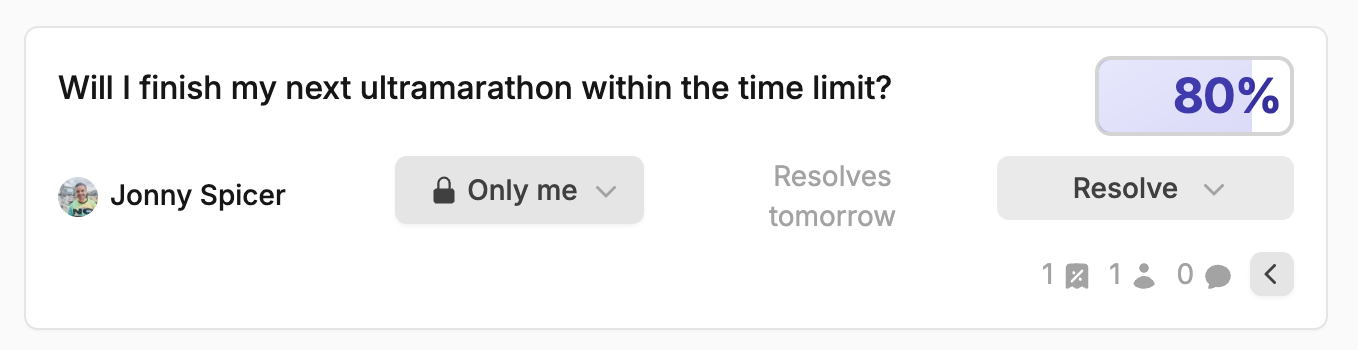 Will I finish my next ultramarathon within the time limit?
80%
Jonny Spicer
Only me
Resolves
tomorrow
Resolve
1 1 0